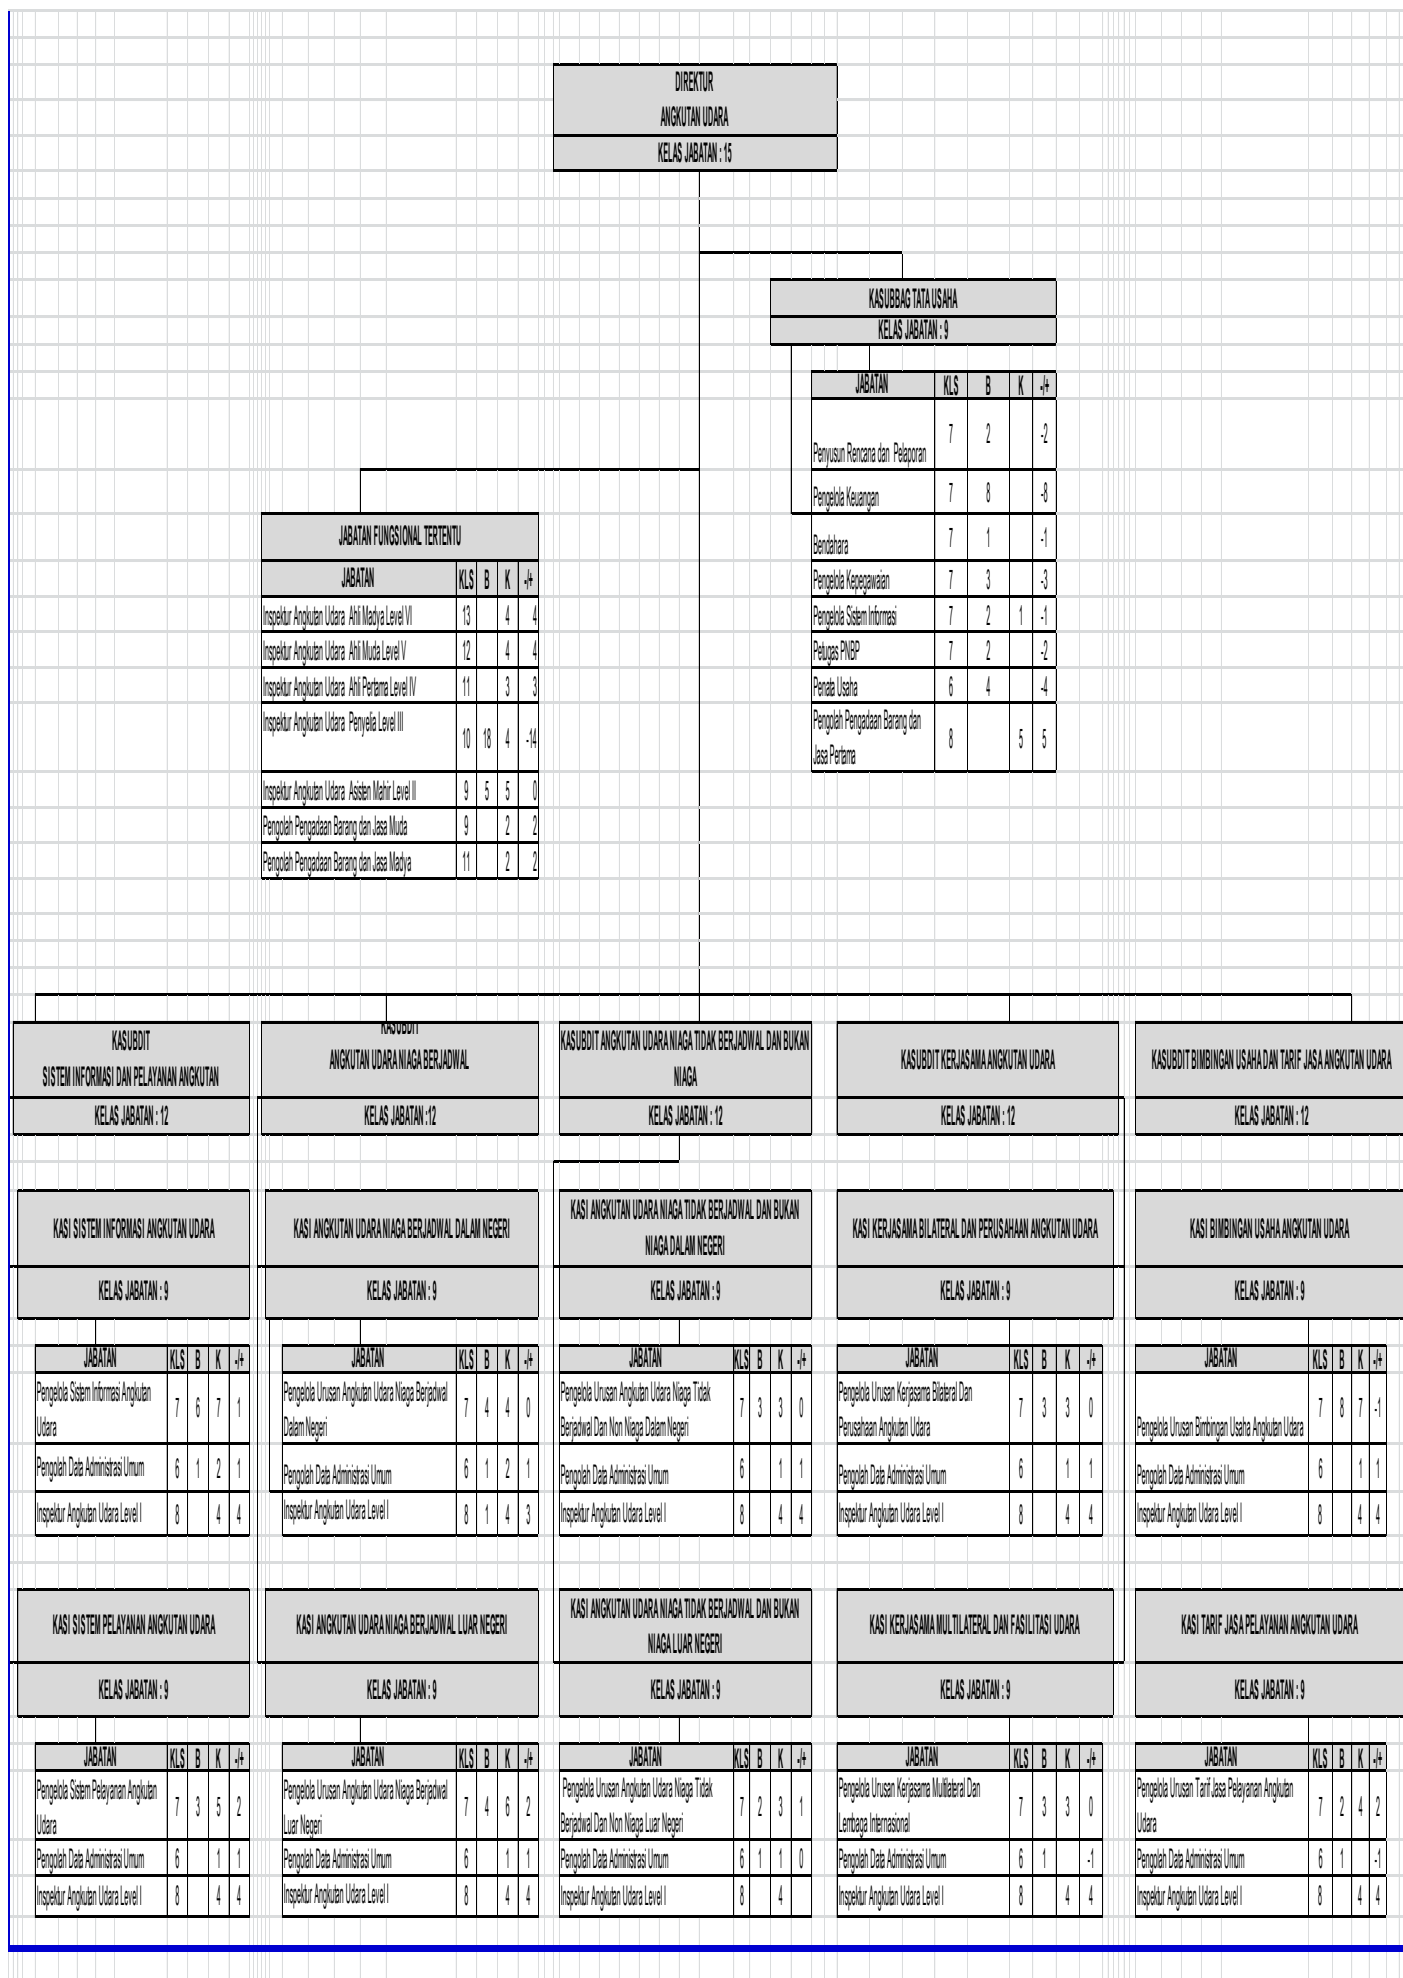 DIREKTUR
ANGKUTAN UDARA
KELAS JABATAN : 15
KASUBBAG TATA USAHA
KELAS JABATAN : 9
JABATAN KLS B K -/+
Penyusun Rencana dan Pelaporan 7 2 -2
Pengelola Keuangan 7 8 -8
Bendahara 7 1 -1
Pengelola Kepegawaian 7 3 -3
Pengelola Sistem Informasi 7 2 1 -1
Petugas PNBP 7 2 -2
Penata Usaha 6 4 -4
Pengolah Pengadaan Barang dan
Jasa Pertama 8 5 5
JABATAN FUNGSIONAL TERTENTU
JABATAN KLS B K -/+
Inspektur Angkutan Udara Ahli Madya Level VI 13 4 4
Inspektur Angkutan Udara Ahli Muda Level V 12 4 4
Inspektur Angkutan Udara Ahli Pertama Level IV 11 3 3
Inspektur Angkutan Udara Penyelia Level III 10 18 4 -14
Inspektur Angkutan Udara Asisten Mahir Level II 9 5 5 0
Pengolah Pengadaan Barang dan Jasa Muda 9 2 2
Pengolah Pengadaan Barang dan Jasa Madya 11 2 2
KASUBDIT
SISTEM INFORMASI DAN PELAYANAN ANGKUTAN
KELAS JABATAN : 12
KASUBDIT
ANGKUTAN UDARA NIAGA BERJADWAL
KELAS JABATAN :12
KASUBDIT ANGKUTAN UDARA NIAGA TIDAK BERJADWAL DAN BUKAN
NIAGA
KELAS JABATAN : 12
KASUBDIT KERJASAMA ANGKUTAN UDARA
KELAS JABATAN : 12
KASUBDIT BIMBINGAN USAHA DAN TARIF JASA ANGKUTAN UDARA
KELAS JABATAN : 12
KASI SISTEM INFORMASI ANGKUTAN UDARA
KELAS JABATAN : 9
KASI ANGKUTAN UDARA NIAGA BERJADWAL DALAM NEGERI
KELAS JABATAN : 9
KASI ANGKUTAN UDARA NIAGA TIDAK BERJADWAL DAN BUKAN
NIAGA DALAM NEGERI
KELAS JABATAN : 9
KASI KERJASAMA BILATERAL DAN PERUSAHAAN ANGKUTAN UDARA
KELAS JABATAN : 9
KASI BIMBINGAN USAHA ANGKUTAN UDARA
KELAS JABATAN : 9
JABATAN KLS B K -/+
Pengelola Sistem Informasi Angkutan
Udara 7 6 7 1
Pengolah Data Administrasi Umum 6 1 2 1
Inspektur Angkutan Udara Level I 8 4 4
JABATAN KLS B K -/+
Pengelola Urusan Angkutan Udara Niaga Berjadwal
Dalam Negeri 7 4 4 0
Pengolah Data Administrasi Umum 6 1 2 1
Inspektur Angkutan Udara Level I 8 1 4 3
JABATAN KLS B K -/+
Pengelola Urusan Angkutan Udara Niaga Tidak
Berjadwal Dan Non Niaga Dalam Negeri 7 3 3 0
Pengolah Data Administrasi Umum 6 1 1
Inspektur Angkutan Udara Level I 8 4 4
JABATAN KLS B K -/+
Pengelola Urusan Kerjasama Bilateral Dan
Perusahaan Angkutan Udara 7 3 3 0
Pengolah Data Administrasi Umum 6 1 1
Inspektur Angkutan Udara Level I 8 4 4
JABATAN KLS B K -/+
Pengelola Urusan Bimbingan Usaha Angkutan Udara 7 8 7 -1
Pengolah Data Administrasi Umum 6 1 1
Inspektur Angkutan Udara Level I 8 4 4
KASI SISTEM PELAYANAN ANGKUTAN UDARA
KELAS JABATAN : 9
KASI ANGKUTAN UDARA NIAGA BERJADWAL LUAR NEGERI
KELAS JABATAN : 9
KASI ANGKUTAN UDARA NIAGA TIDAK BERJADWAL DAN BUKAN
NIAGA LUAR NEGERI
KELAS JABATAN : 9
KASI KERJASAMA MULTILATERAL DAN FASILITASI UDARA
KELAS JABATAN : 9
KASI TARIF JASA PELAYANAN ANGKUTAN UDARA
KELAS JABATAN : 9
JABATAN KLS B K -/+
Pengelola Sistem Pelayanan Angkutan
Udara 7 3 5 2
Pengolah Data Administrasi Umum 6 1 1
Inspektur Angkutan Udara Level I 8 4 4
JABATAN KLS B K -/+
Pengelola Urusan Angkutan Udara Niaga Berjadwal
Luar Negeri 7 4 6 2
Pengolah Data Administrasi Umum 6 1 1
Inspektur Angkutan Udara Level I 8 4 4
JABATAN KLS B K -/+
Pengelola Urusan Angkutan Udara Niaga Tidak
Berjadwal Dan Non Niaga Luar Negeri 7 2 3 1
Pengolah Data Administrasi Umum 6 1 1 0
Inspektur Angkutan Udara Level I 8 4
JABATAN KLS B K -/+
Pengelola Urusan Kerjasama Multilateral Dan
Lembaga Internasional 7 3 3 0
Pengolah Data Administrasi Umum 6 1 -1
Inspektur Angkutan Udara Level I 8 4 4
JABATAN KLS B K -/+
Pengelola Urusan Tarif Jasa Pelayanan Angkutan
Udara 7 2 4 2
Pengolah Data Administrasi Umum 6 1 -1
Inspektur Angkutan Udara Level I 8 4 4